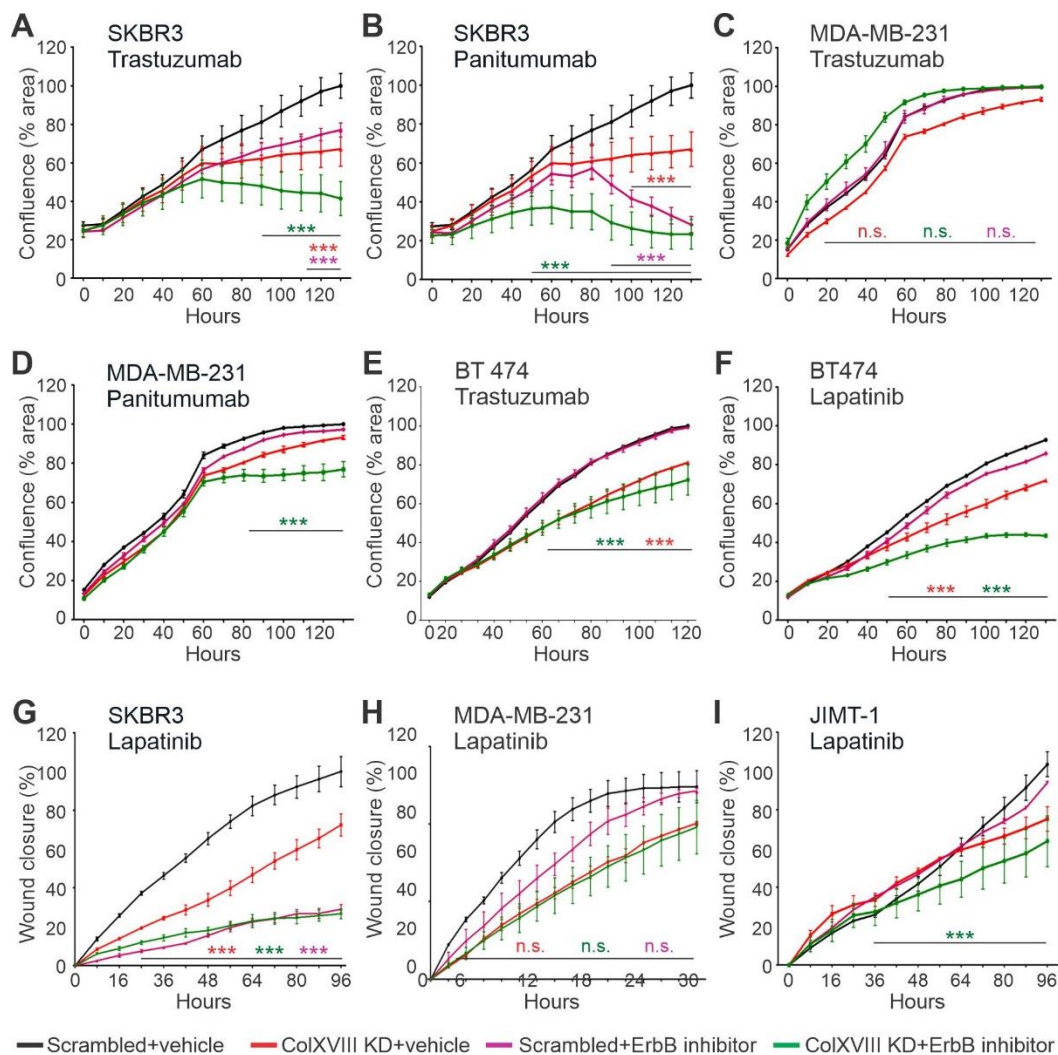 A
SKBR3
Trastuzumab
Confluence (% area)
120
100
80
60
40
20
0
***
***
***
0 20 40 60 80 100 120
Hours
B
SKBR3
Panitumumab
Confluence (% area)
120
100
80
60
40
20
0
***
***
***
0 20 40 60 80 100 120
Hours
C
MDA-MB-231
Trastuzumab
Confluence (% area)
120
100
80
60
40
20
0
n.s. n.s. n.s.
0 20 40 60 80 100 120
Hours
D
MDA-MB-231
Panitumumab
Confluence (% area)
120
100
80
60
40
20
0
***
0 20 40 60 80 100 120
Hours
E
BT 474
Trastuzumab
Confluence (% area)
120
100
80
60
40
20
0
*** ***
0 20 40 60 80 100 120
Hours
F
BT474
Lapatinib
Confluence (% area)
120
100
80
60
40
20
0
*** ***
0 20 40 60 80 100 120
Hours
G
SKBR3
Lapatinib
Wound closure (%)
120
100
80
60
40
20
0
*** *** ***
0 16 36 48 64 80 96
Hours
H
MDA-MB-231
Lapatinib
Wound closure (%)
120
100
80
60
40
20
0
n.s. n.s. n.s.
6 12 18 24 30
Hours
I
JIMT-1
Lapatinib
Wound closure (%)
120
100
80
60
40
20
0
***
0 16 36 48 64 80 96
Hours
Scrambled+vehicle ColXVIII KD+vehicle Scrambled+ErbB inhibitor ColXVIII KD+ErbB inhibitor